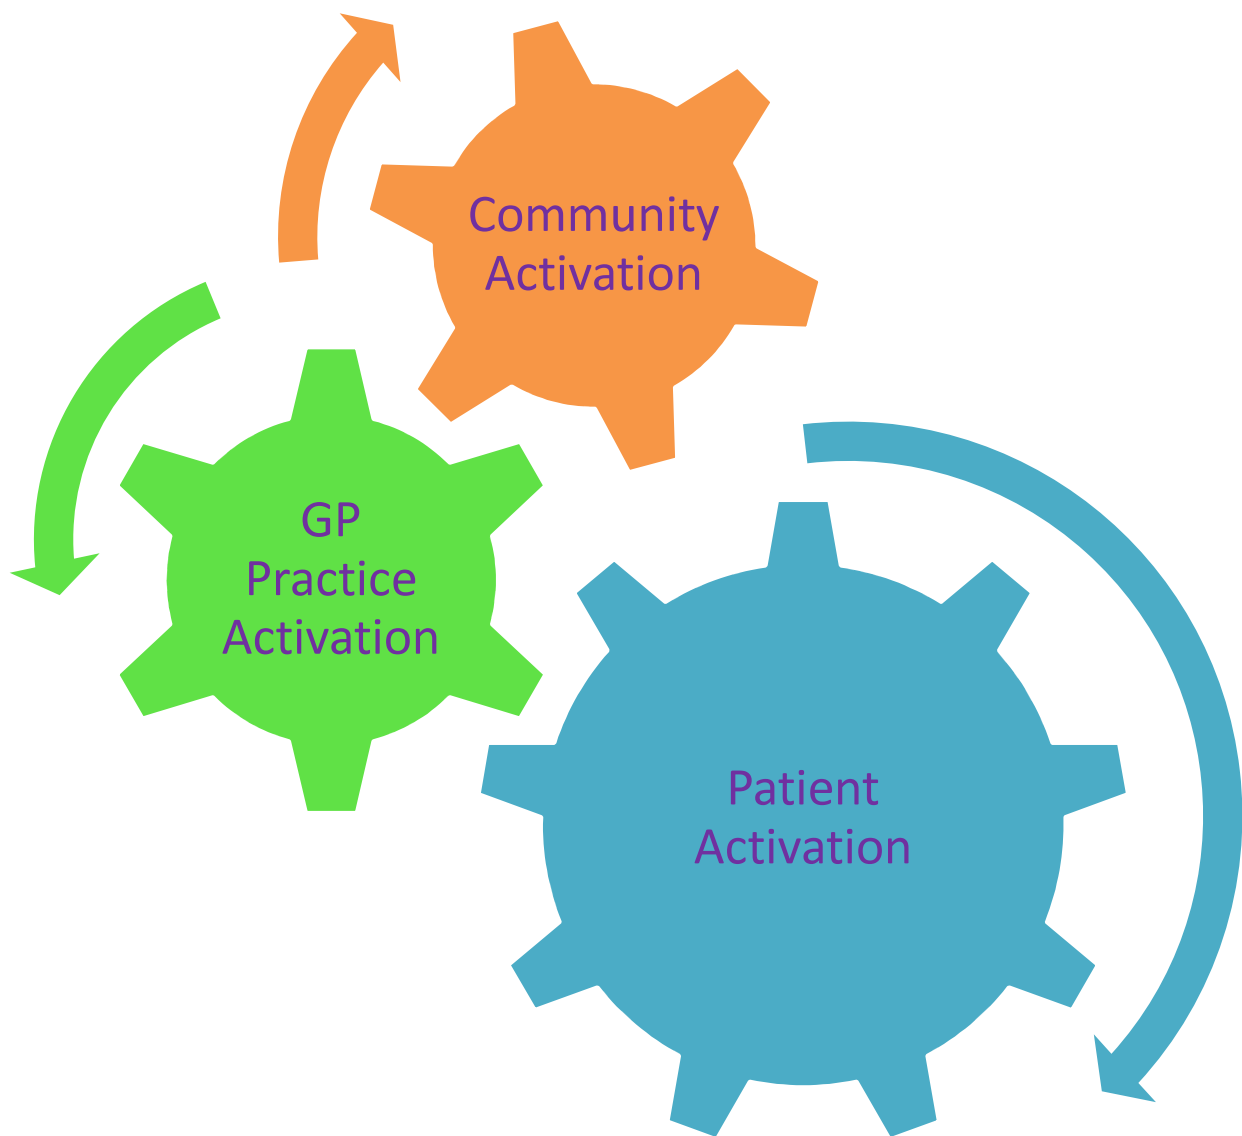 Community
Activation
GP
Practice
Activation
Patient
Activation